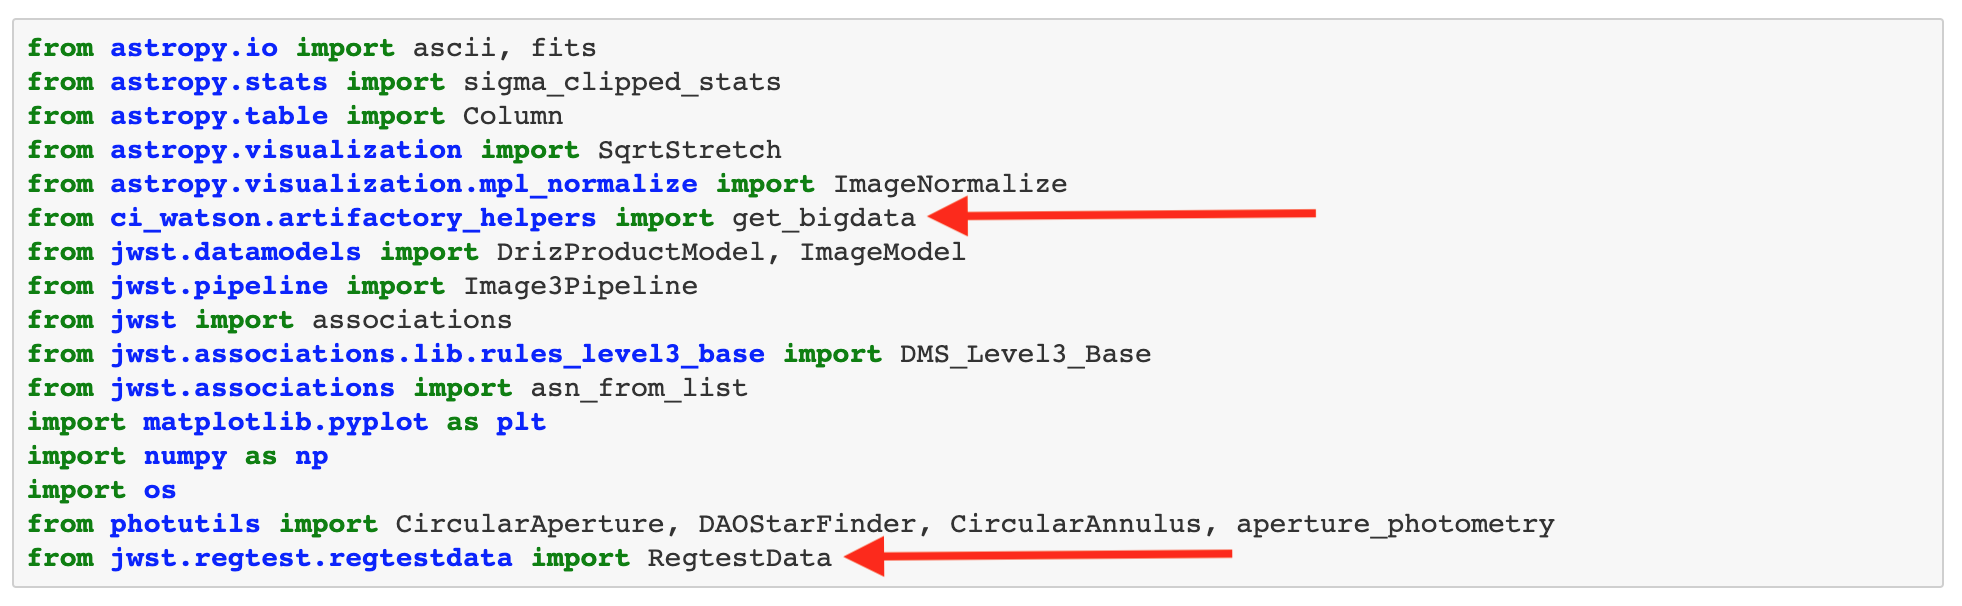 from astropy.io import ascii, fits
from astropy.stats import sigma_clipped_stats
from astropy.table import Column
from astropy.visualization import SqrtStretch
from astropy.visualization.mpl_normalize import ImageNormalize
from ci_watson.artifactory_helpers import get_bigdata
from jwst.datamodels import DrizProductModel, ImageModel
from jwst.pipeline import Image3Pipeline
from jwst import associations
from jwst.associations.lib.rules_level3_base import DMS_Level3_Base
from jwst.associations import asn_from_list
import matplotlib.pyplot as plt
import numpy as np
import os
from photutils import CircularAperture, DAOStarFinder, CircularAnnulus, aperture_photometry
from jwst.regtest.regtestdata import RegtestData